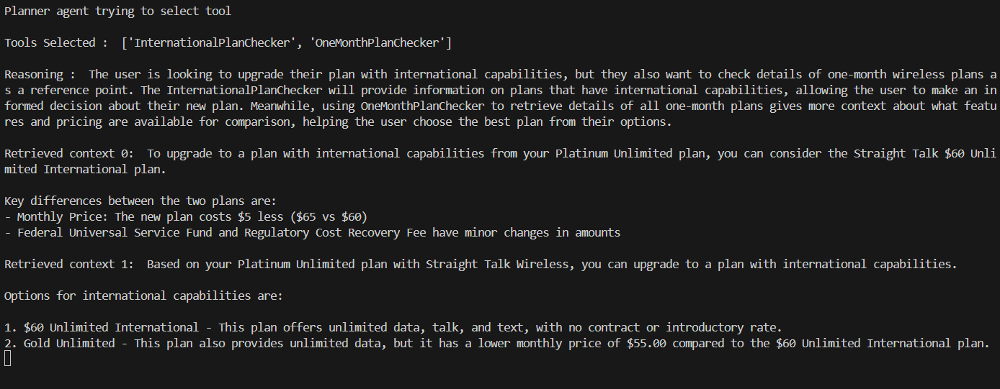 Planner agent trying to select tool
Tools Selected :  ['InternationalPlanChecker', 'OneMonthPlanChecker']
Reasoning :  The user is looking to upgrade their plan with international capabilities, but they also want to check details of one-month wireless plans a
s a reference point. The InternationalPlanChecker will provide information on plans that have international capabilities, allowing the user to make an in
formed decision about their new plan. Meanwhile, using OneMonthPlanChecker to retrieve details of all one-month plans gives more context about what featu
res and pricing are available for comparison, helping the user choose the best plan from their options.
Retrieved context 0:  To upgrade to a plan with international capabilities from your Platinum Unlimited plan, you can consider the Straight Talk $60 Unli
mited International plan.
Key differences between the two plans are:
- Monthly Price: The new plan costs $5 less ($65 vs $60)
- Federal Universal Service Fund and Regulatory Cost Recovery Fee have minor changes in amounts
Retrieved context 1:  Based on your Platinum Unlimited plan with Straight Talk Wireless, you can upgrade to a plan with international capabilities.
Options for international capabilities are:
1. $60 Unlimited International - This plan offers unlimited data, talk, and text, with no contract or introductory rate.
2. Gold Unlimited - This plan also provides unlimited data, but it has a lower monthly price of $55.00 compared to the $60 Unlimited International plan.